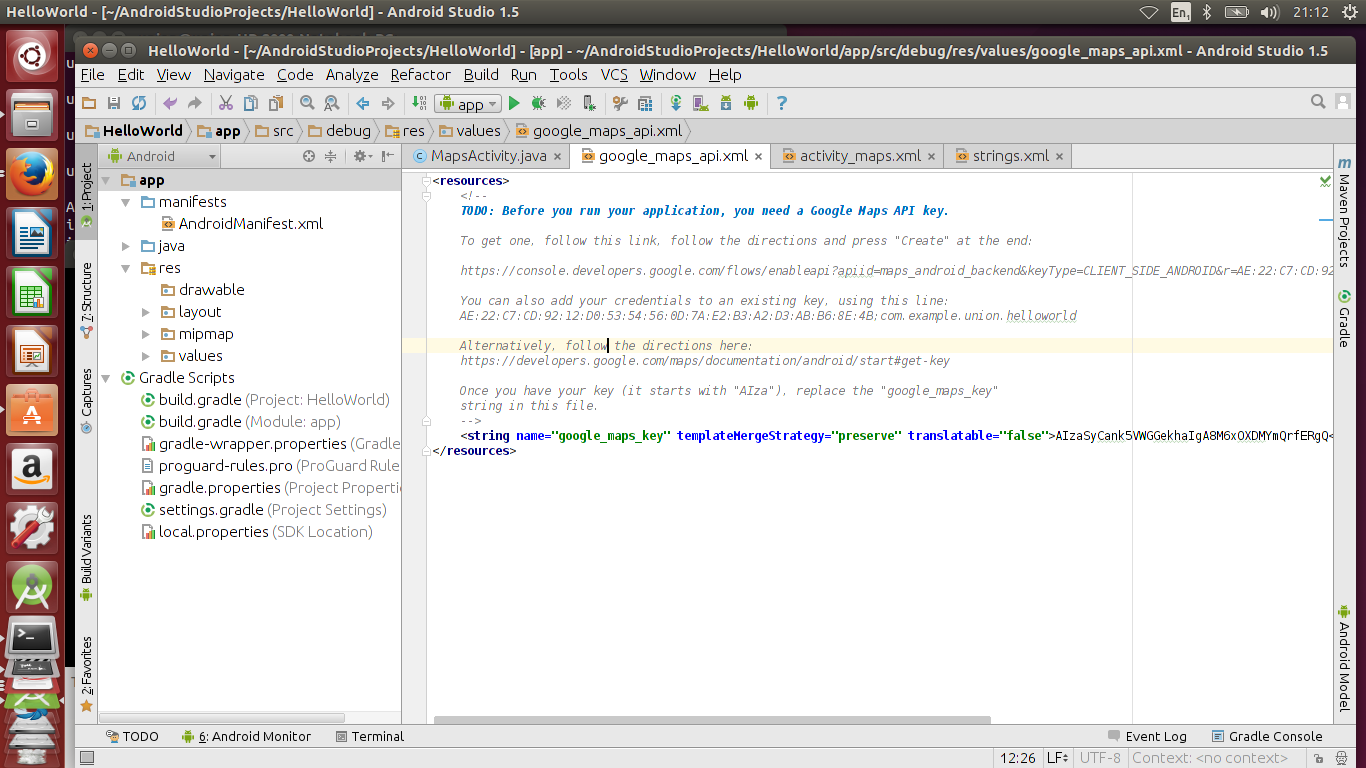 HelloWorld - [~/AndroidStudioProjects/HelloWorld] - Android Studio 1.5
En1
21:12
HelloWorld - [~/AndroidStudioProjects/HelloWorld] - [app] - ~/AndroidStudioProjects/HelloWorld/app/src/debug/res/values/google_maps_api.xml - Android Studio 1.5
File Edit View Navigate Code Analyze Refactor Build Run Tools VCS Window Help
app
HelloWorld app src debug res values google_maps_api.xml
Android
MapsActivity.java
google_maps_api.xml
activity_maps.xml
strings.xml
1: Project
7: Structure
Captures
Build Variants
2: Favorites
app
manifests
AndroidManifest.xml
java
res
drawable
layout
mipmap
values
Gradle Scripts
build.gradle (Project: HelloWorld)
build.gradle (Module: app)
gradle-wrapper.properties (Gradle
proguard-rules.pro (ProGuard Rule
gradle.properties (Project Properti
settings.gradle (Project Settings)
local.properties (SDK Location)
<resources>
<!--
TODO: Before you run your application, you need a Google Maps API key.
To get one, follow this link, follow the directions and press "Create" at the end:
https://console.developers.google.com/flows/enableapi?apiid=maps_android_backend&keyType=CLIENT_SIDE_ANDROID&r=AE:22:C7:CD:92
You can also add your credentials to an existing key, using this line:
AE:22:C7:CD:92:12:D0:53:54:56:0D:7A:E2:B3:A2:D3:AB:B6:8E:4B;com.example.union.helloworld
Alternatively, follow the directions here:
https://developers.google.com/maps/documentation/android/start#get-key
Once you have your key (it starts with "AIza"), replace the "google_maps_key"
string in this file.
-->
<string name="google_maps_key" templateMergeStrategy="preserve" translatable="false">AIzaSyCank5VWGGekhaIgA8M6xOXDMYmQrfERgQ<
</resources>
Maven Projects
Gradle
Android Model
TODO
6: Android Monitor
Terminal
Event Log
Gradle Console
12:26 LF UTF-8 Context: <no context>